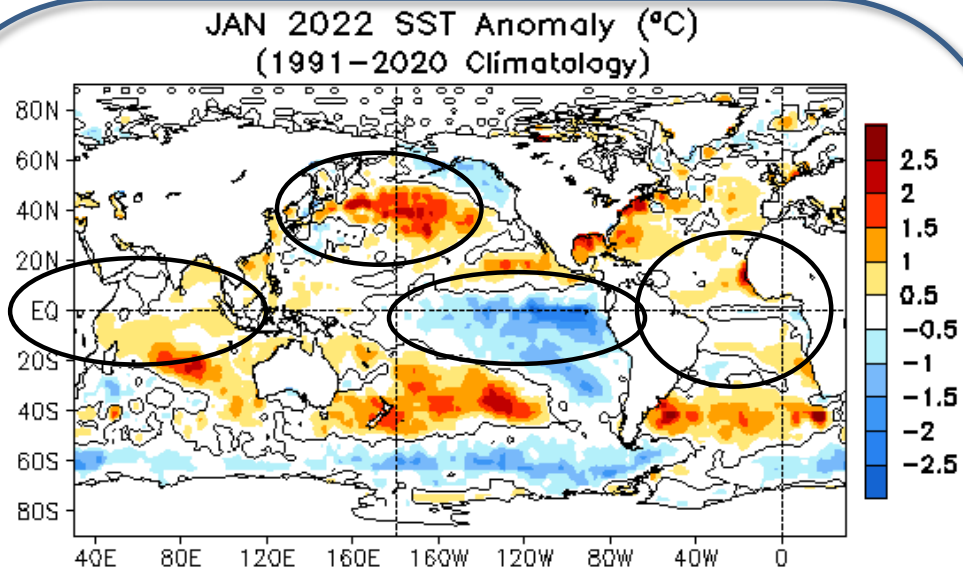 JAN 2022 SST Anomaly (°C)
(1991-2020 Climatology)
80N
60N
40N
20N
EQ
20S
40S
60S
80S
40E 80E 120E 160E 160W 120W 80W 40W 0
2.5
2
1.5
1
0.5
-0.5
-1
-1.5
-2
-2.5